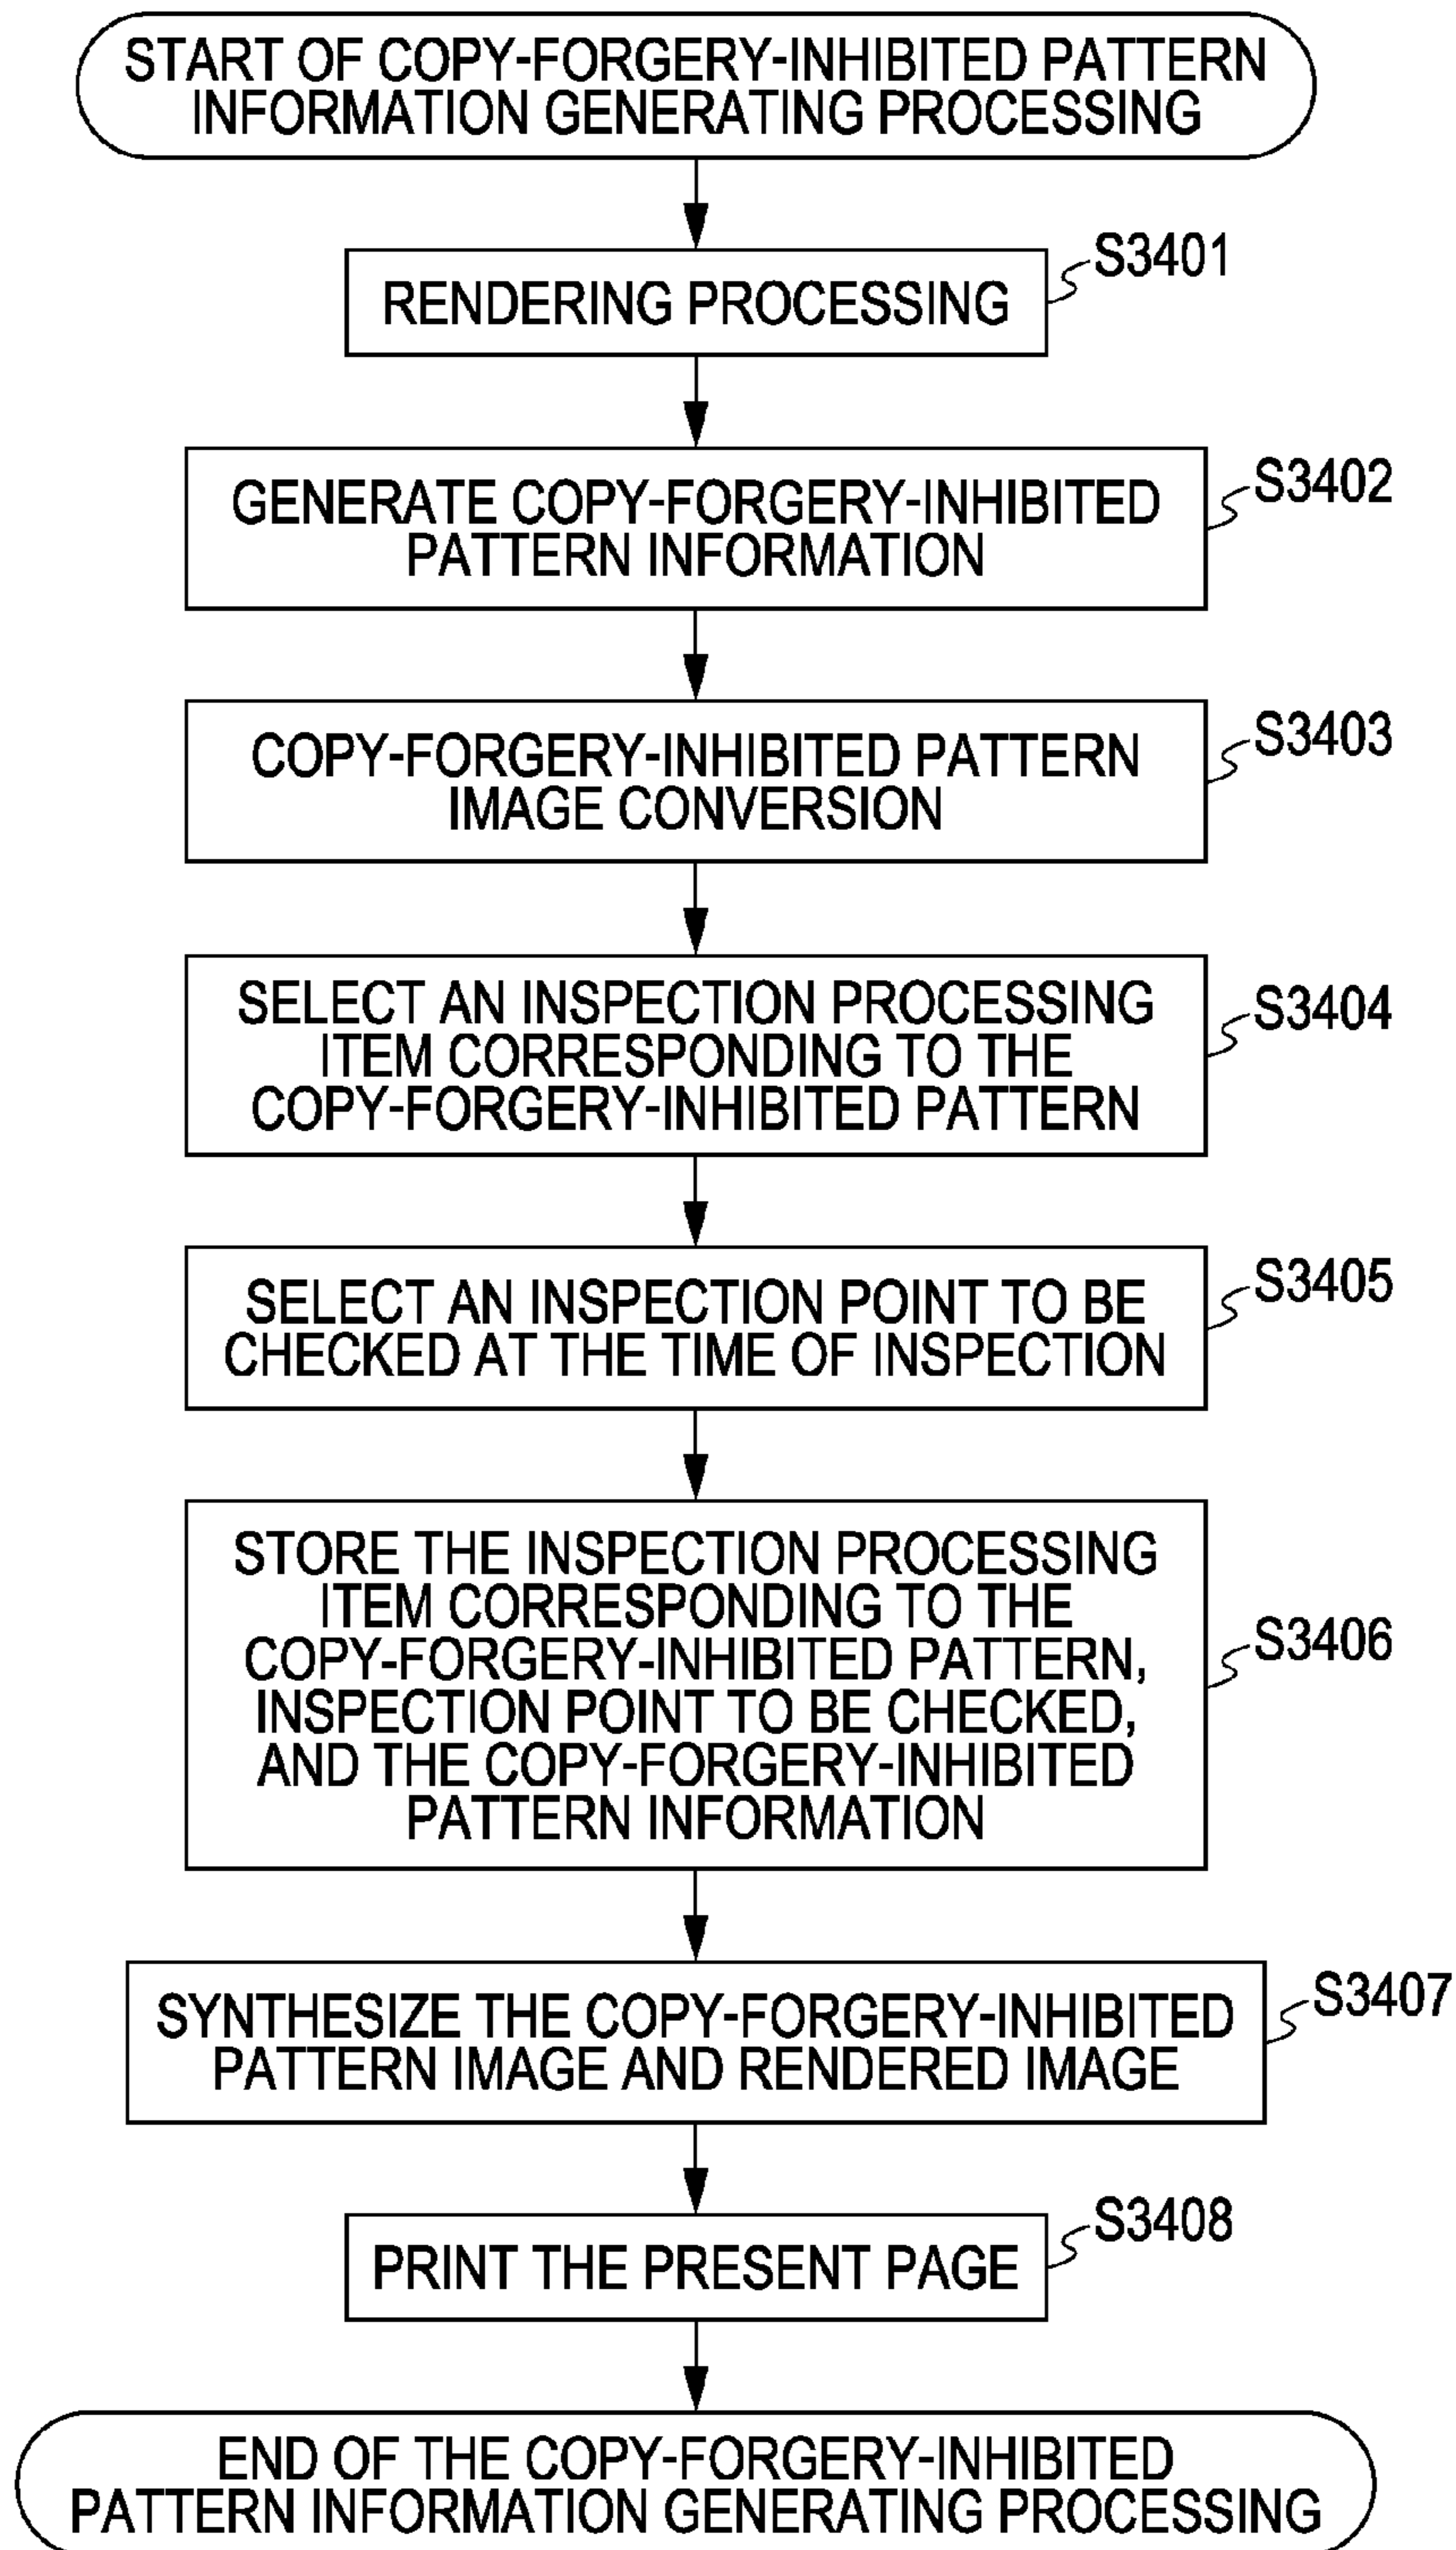 START OF COPY-FORGERY-INHIBITED PATTERN
INFORMATION GENERATING PROCESSING
S3401
RENDERING PROCESSING
S3402
GENERATE COPY-FORGERY-INHIBITED
PATTERN INFORMATION
S3403
COPY-FORGERY-INHIBITED PATTERN
IMAGE CONVERSION
S3404
SELECT AN INSPECTION PROCESSING
ITEM CORRESPONDING TO THE
COPY-FORGERY-INHIBITED PATTERN
S3405
SELECT AN INSPECTION POINT TO BE
CHECKED AT THE TIME OF INSPECTION
S3406
STORE THE INSPECTION PROCESSING
ITEM CORRESPONDING TO THE
COPY-FORGERY-INHIBITED PATTERN,
INSPECTION POINT TO BE CHECKED,
AND THE COPY-FORGERY-INHIBITED
PATTERN INFORMATION
S3407
SYNTHESIZE THE COPY-FORGERY-INHIBITED
PATTERN IMAGE AND RENDERED IMAGE
S3408
PRINT THE PRESENT PAGE
END OF THE COPY-FORGERY-INHIBITED
PATTERN INFORMATION GENERATING PROCESSING